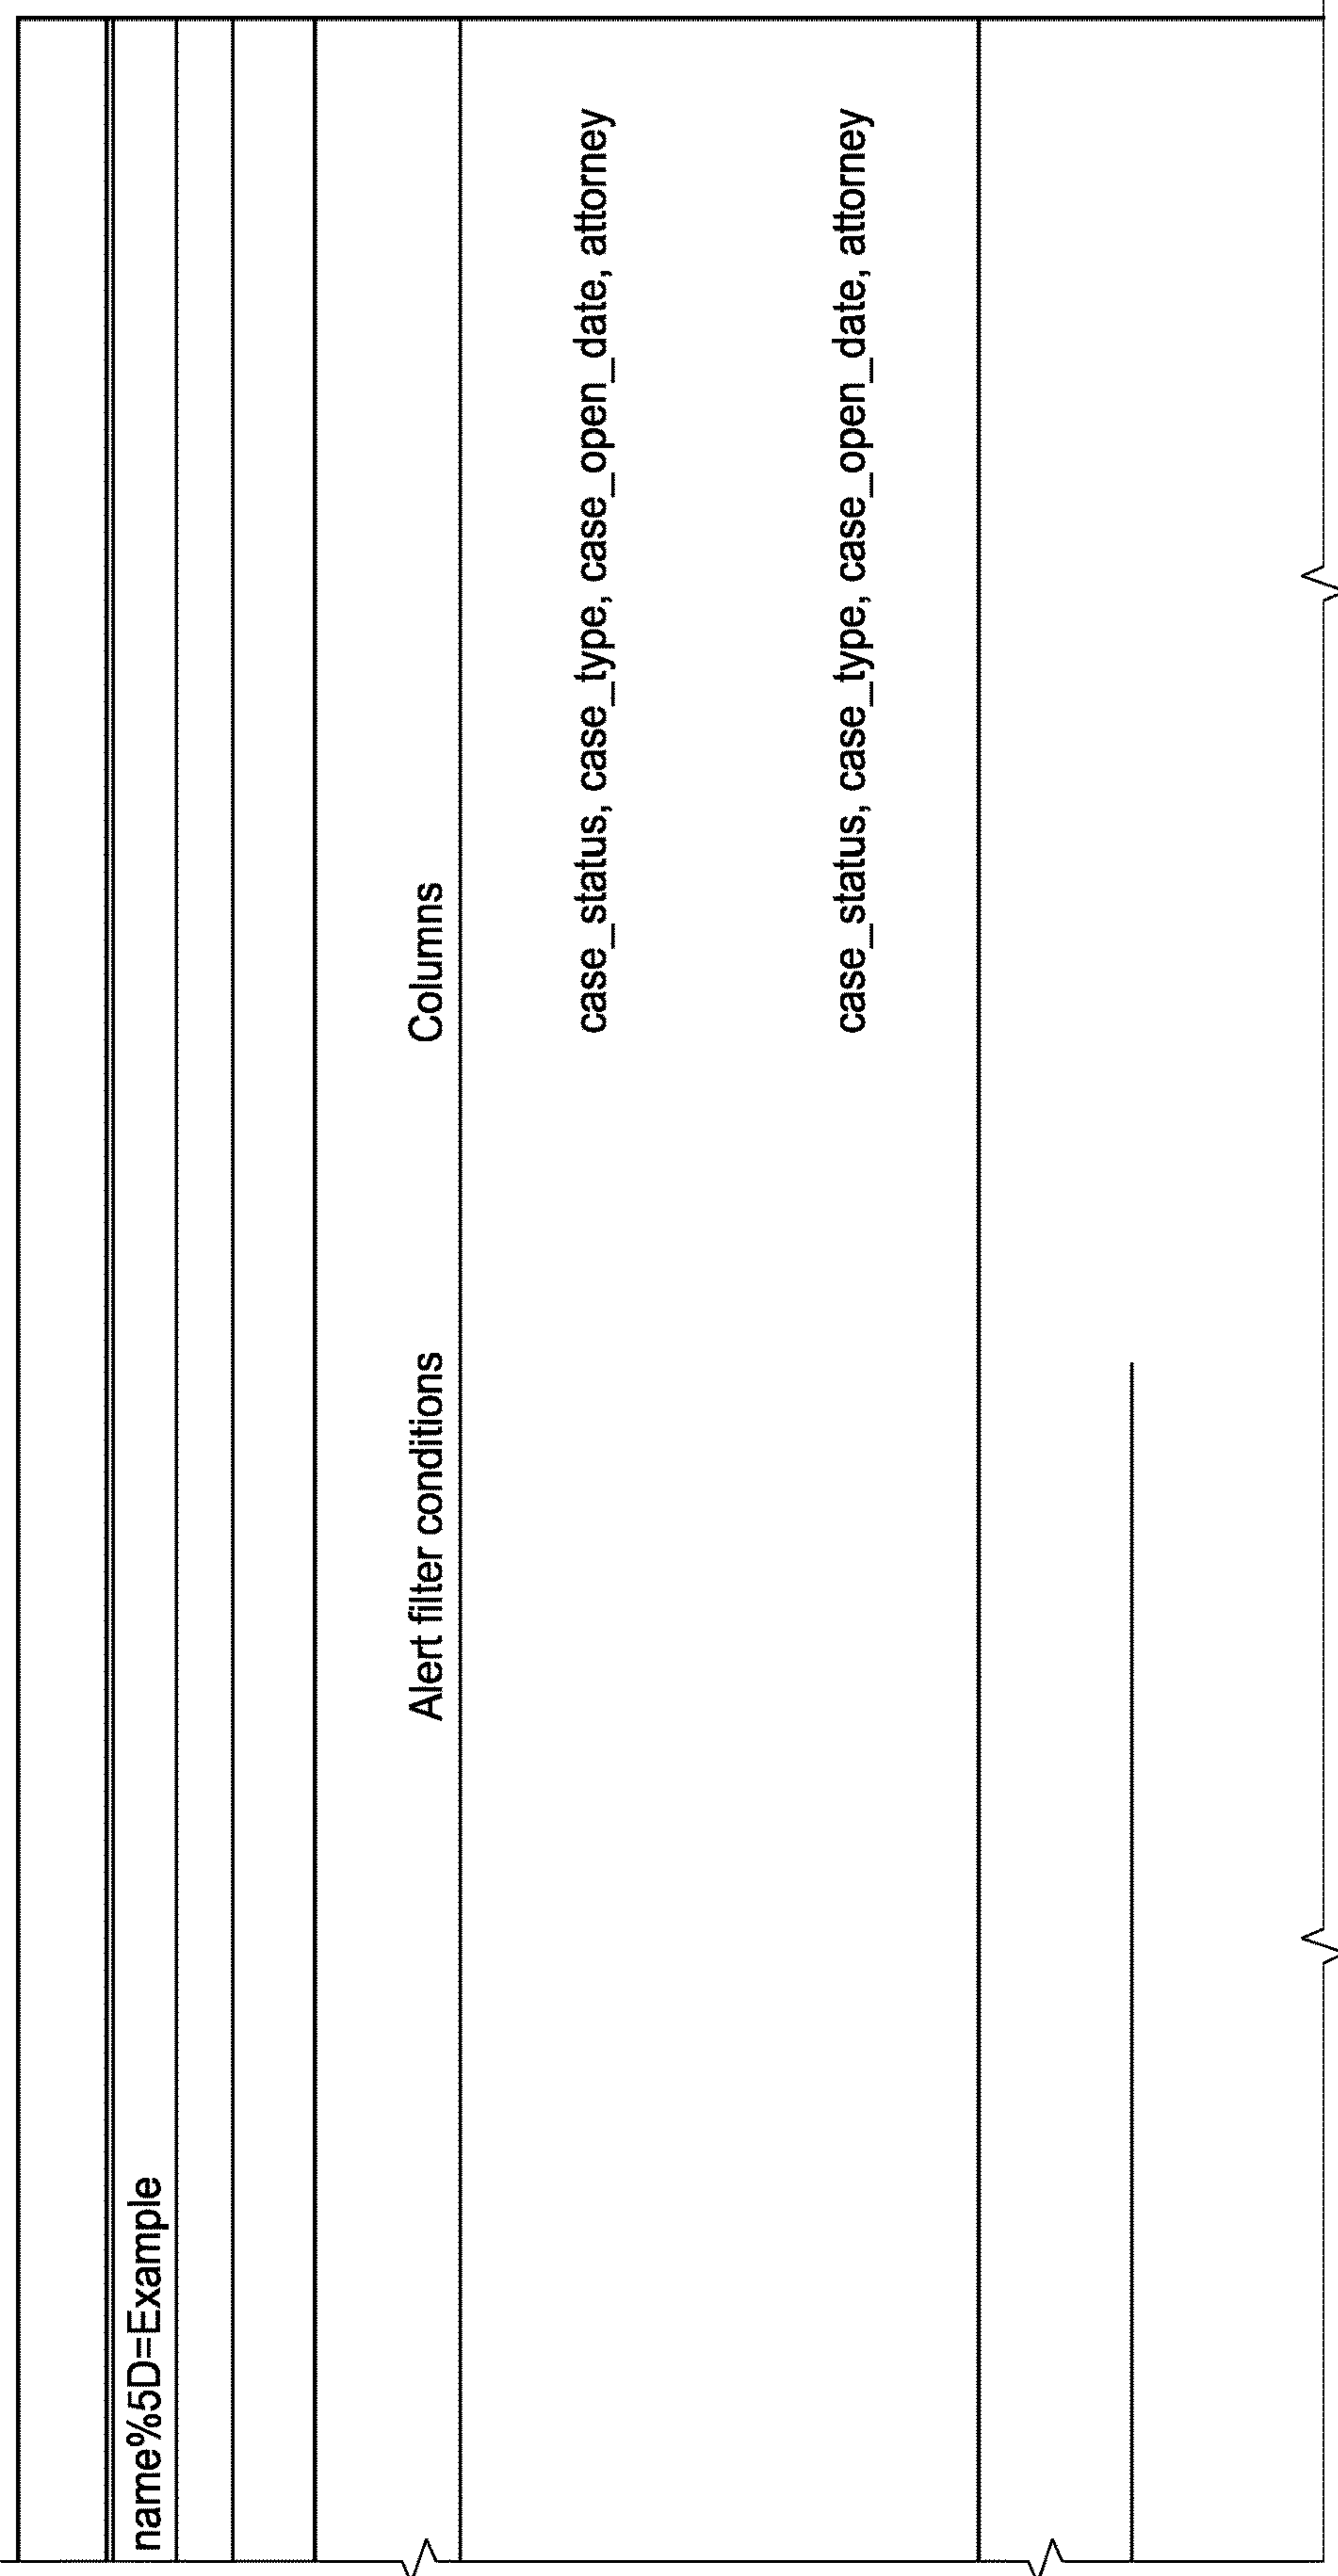 name%5D=Example
Alert filter conditions Columns
case_status, case_type, case_open_date, attorney
case_status, case_type, case_open_date, attorney